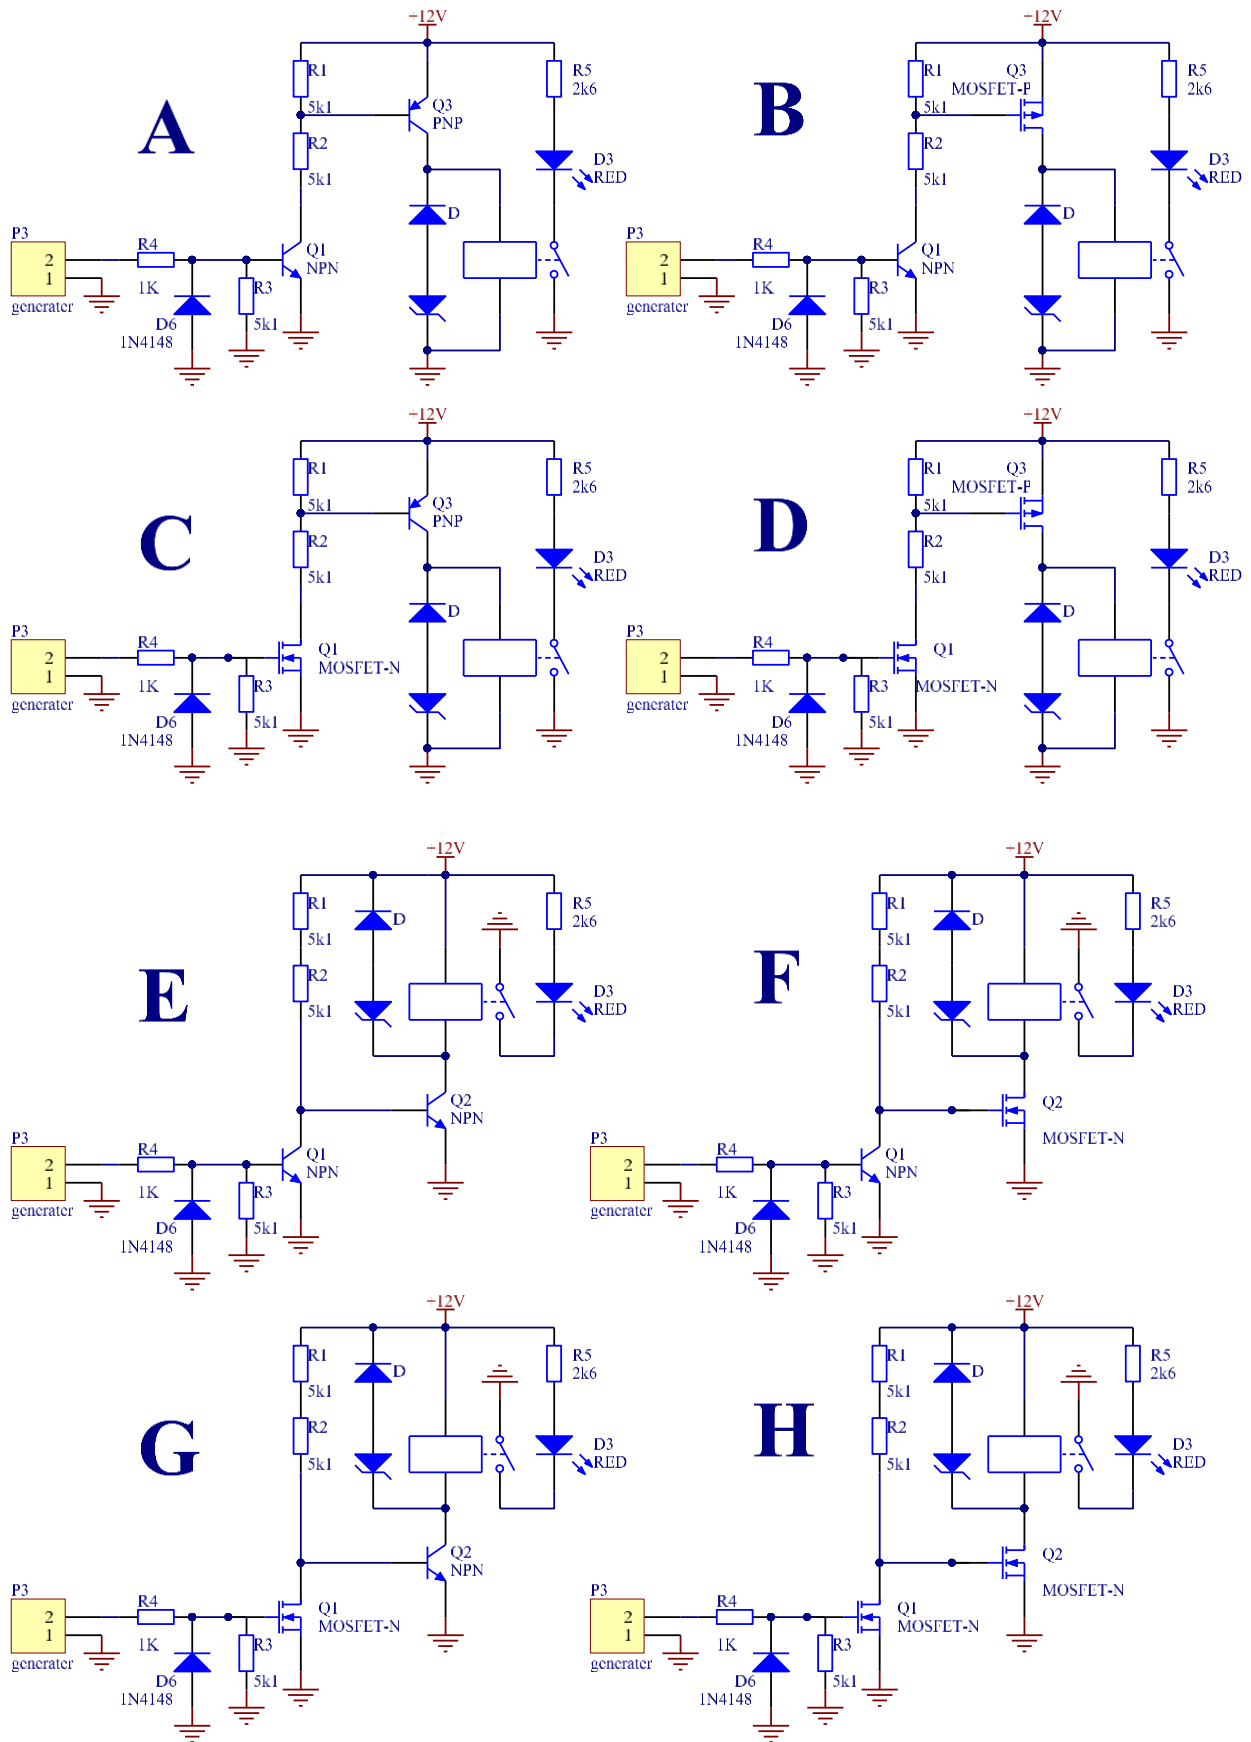 +12V
R1
5k1
R2
5k1
Q3
PNP
R5
2k6
D3
RED
D
A
P3
2
1
generater
R4
1K
D6
1N4148
R3
5k1
Q1
NPN
+12V
R1
5k1
R2
5k1
Q3
MOSFET-P
R5
2k6
D3
RED
D
B
P3
2
1
generater
R4
1K
D6
1N4148
R3
5k1
Q1
NPN
+12V
R1
5k1
R2
5k1
Q3
PNP
R5
2k6
D3
RED
D
C
P3
2
1
generater
R4
1K
D6
1N4148
R3
5k1
Q1
MOSFET-N
+12V
R1
5k1
R2
5k1
Q3
MOSFET-P
R5
2k6
D3
RED
D
D
P3
2
1
generater
R4
1K
D6
1N4148
R3
5k1
Q1
MOSFET-N
+12V
R1
5k1
R2
5k1
D
R5
2k6
D3
RED
E
Q2
NPN
P3
2
1
generater
R4
1K
D6
1N4148
R3
5k1
Q1
NPN
+12V
R1
5k1
R2
5k1
D
R5
2k6
D3
RED
F
Q2
MOSFET-N
P3
2
1
generater
R4
1K
D6
1N4148
R3
5k1
Q1
NPN
+12V
R1
5k1
R2
5k1
D
R5
2k6
D3
RED
G
Q2
NPN
P3
2
1
generater
R4
1K
D6
1N4148
R3
5k1
Q1
MOSFET-N
+12V
R1
5k1
R2
5k1
D
R5
2k6
D3
RED
H
Q2
MOSFET-N
P3
2
1
generater
R4
1K
D6
1N4148
R3
5k1
Q1
MOSFET-N